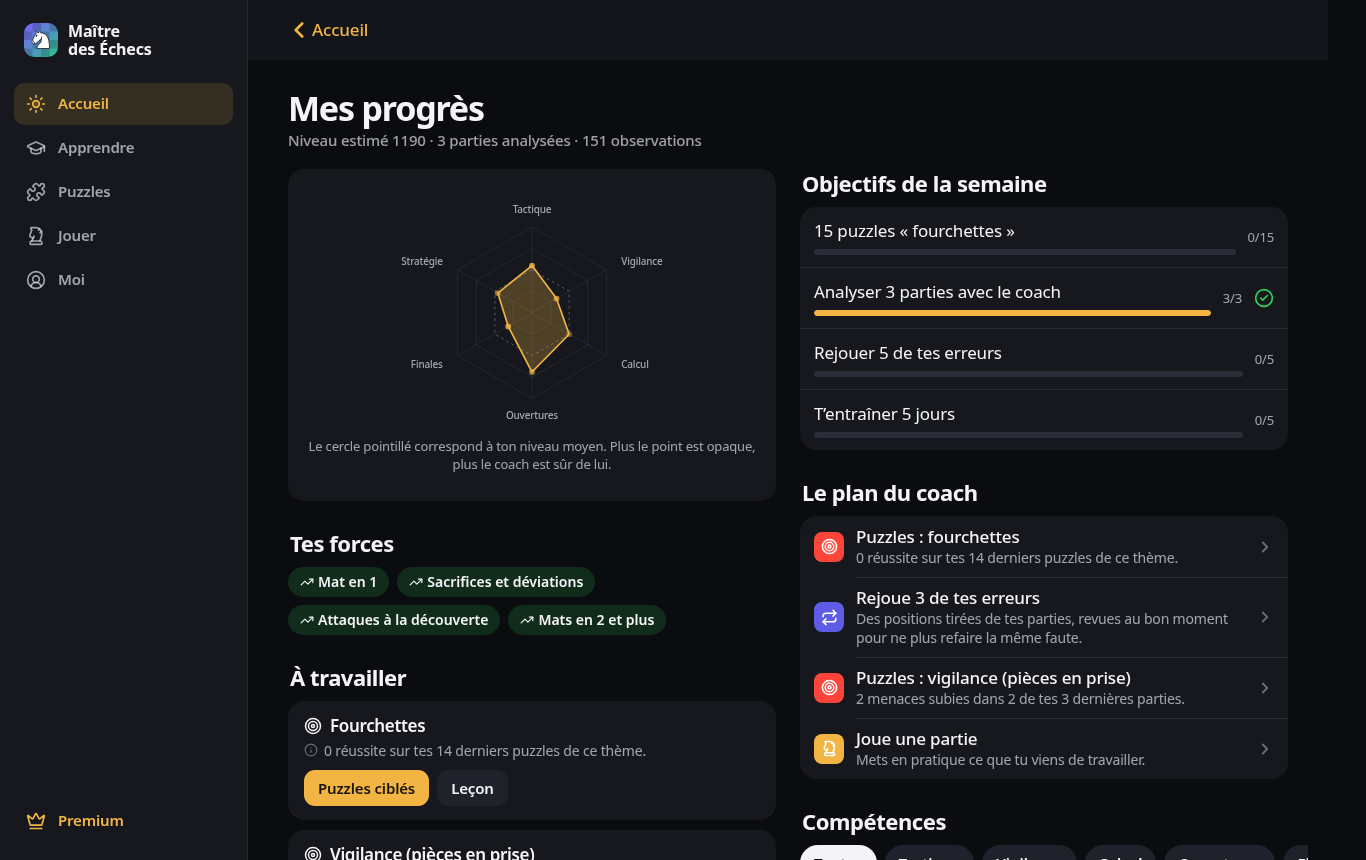 Maître
des Échecs
Accueil
Apprendre
Puzzles
Jouer
Moi
Premium
Accueil
Mes progrès
Niveau estimé 1190 · 3 parties analysées · 151 observations
Tactique
Stratégie
Vigilance
Finales
Calcul
Ouvertures
Le cercle pointillé correspond à ton niveau moyen. Plus le point est opaque,
plus le coach est sûr de lui.
Tes forces
Mat en 1
Sacrifices et déviations
Attaques à la découverte
Mats en 2 et plus
À travailler
Fourchettes
0 réussite sur tes 14 derniers puzzles de ce thème.
Puzzles ciblés
Leçon
Vigilance (pièces en prise)
Objectifs de la semaine
15 puzzles « fourchettes »
0/15
Analyser 3 parties avec le coach
3/3
Rejouer 5 de tes erreurs
0/5
T’entraîner 5 jours
0/5
Le plan du coach
Puzzles : fourchettes
0 réussite sur tes 14 derniers puzzles de ce thème.
Rejoue 3 de tes erreurs
Des positions tirées de tes parties, revues au bon moment
pour ne plus refaire la même faute.
Puzzles : vigilance (pièces en prise)
2 menaces subies dans 2 de tes 3 dernières parties.
Joue une partie
Mets en pratique ce que tu viens de travailler.
Compétences